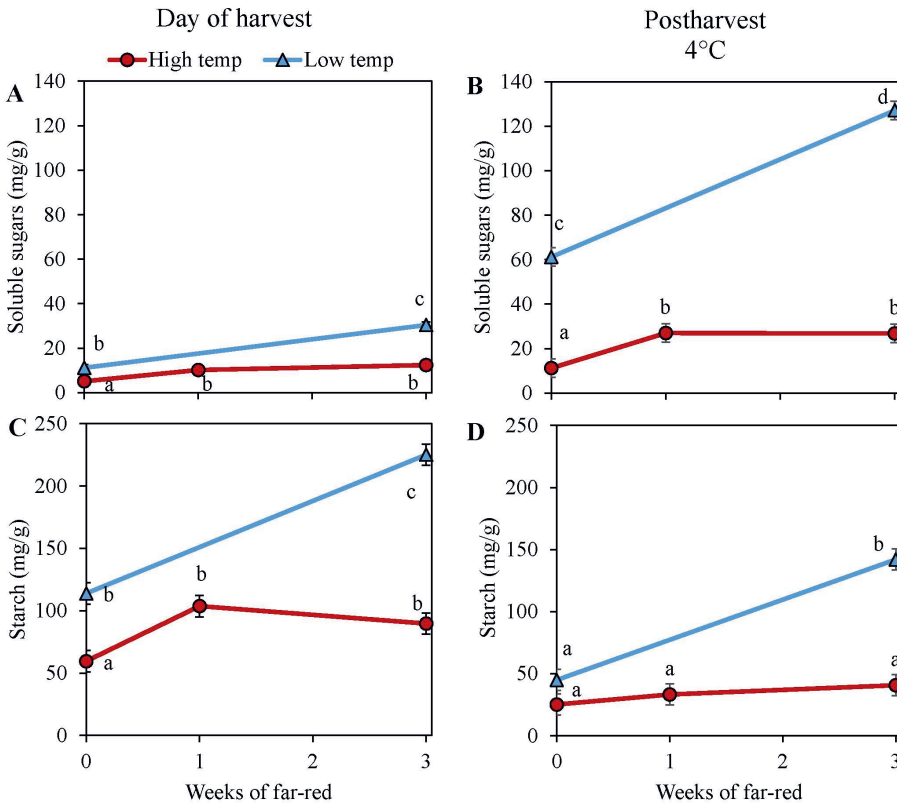 Day of harvest
Postharvest
4°C
High temp
Low temp
A
Soluble sugars (mg/g)
140
120
100
80
60
40
20
0
b
a
b
c
b
B
Soluble sugars (mg/g)
140
120
100
80
60
40
20
0
c
a
b
d
b
C
Starch (mg/g)
250
200
150
100
50
0
b
a
b
c
b
0
1
2
3
Weeks of far-red
D
Starch (mg/g)
250
200
150
100
50
0
a
a
a
b
a
0
1
2
3
Weeks of far-red